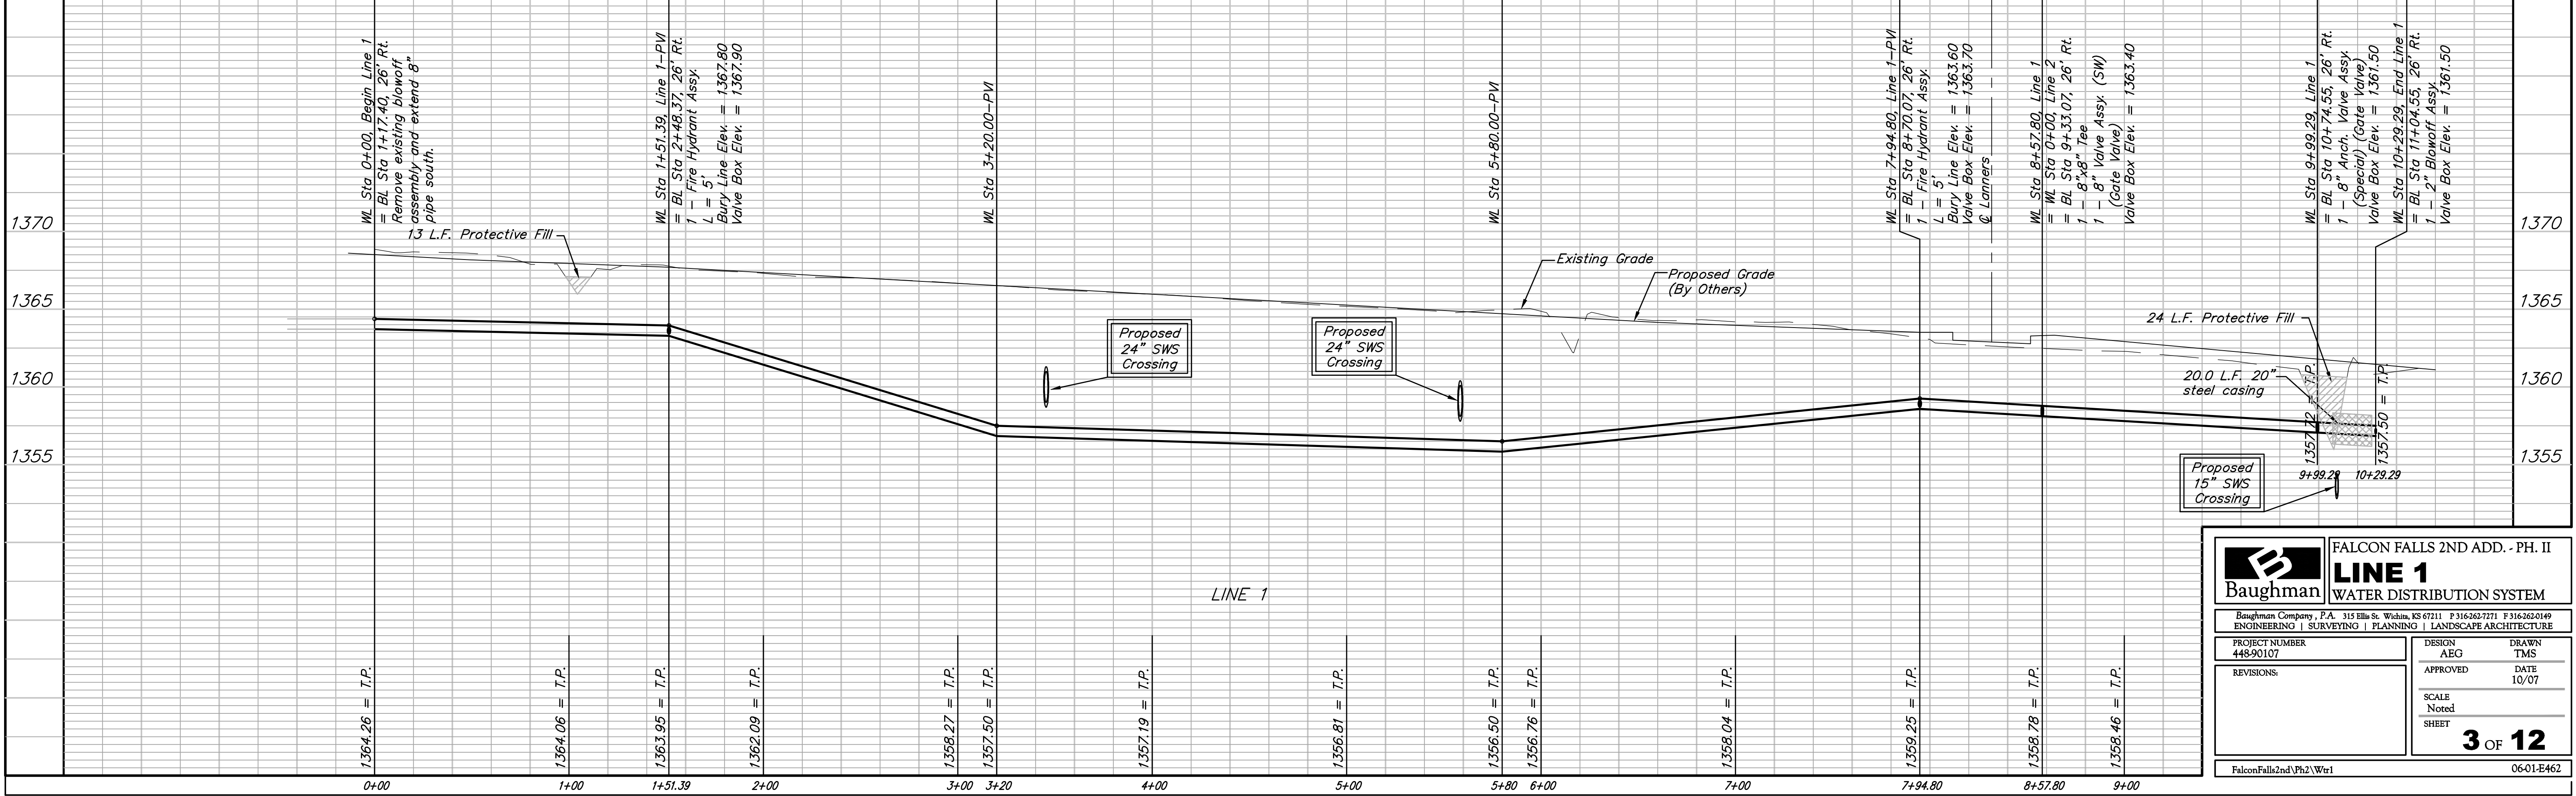 WL Sta 0+00, Begin Line 1
= BL Sta 1+17.40, 26' Rt.
Remove existing blowoff
assembly and extend 8"
pipe south.
WL Sta 1+51.39, Line 1-PVI
= BL Sta 2+48.37, 26' Rt.
1 - Fire Hydrant Assy.
L = 5'
Bury Line Elev. = 1367.80
Valve Box Elev. = 1367.90
WL Sta 3+20.00-PVI
WL Sta 5+80.00-PVI
WL Sta 7+94.80, Line 1-PVI
= BL Sta 8+70.07, 26' Rt.
1 - Fire Hydrant Assy.
L = 5'
Bury Line Elev. = 1363.60
Valve Box Elev. = 1363.70
℄ Lanners
WL Sta 8+57.80, Line 1
= WL Sta 0+00, Line 2
= BL Sta 9+33.07, 26' Rt.
1 - 8"x8" Tee
1 - 8" Valve Assy. (SW)
(Gate Valve)
Valve Box Elev. = 1363.40
WL Sta 9+99.29, Line 1
= BL Sta 10+74.55, 26' Rt.
1 - 8" Anch. Valve Assy.
(Special) (Gate Valve)
Valve Box Elev. = 1361.50
WL Sta 10+29.29, End Line 1
= BL Sta 11+04.55, 26' Rt.
1 - 2" Blowoff Assy.
Valve Box Elev. = 1361.50
1370
1370
13 L.F. Protective Fill
Existing Grade
Proposed Grade
(By Others)
1365
1365
24 L.F. Protective Fill
Proposed
24" SWS
Crossing
Proposed
24" SWS
Crossing
1360
1360
20.0 L.F. 20"
steel casing
1357.72 = T.P.
1357.50 = T.P.
1355
1355
9+99.29
10+29.29
Proposed
15" SWS
Crossing
LINE 1
1364.26 = T.P.
1364.06 = T.P.
1363.95 = T.P.
1362.09 = T.P.
1358.27 = T.P.
1357.50 = T.P.
1357.19 = T.P.
1356.81 = T.P.
1356.50 = T.P.
1356.76 = T.P.
1358.04 = T.P.
1359.25 = T.P.
1358.78 = T.P.
1358.46 = T.P.
0+00
1+00
1+51.39
2+00
3+00
3+20
4+00
5+00
5+80
6+00
7+00
7+94.80
8+57.80
9+00
B
Baughman
FALCON FALLS 2ND ADD. - PH. II
LINE 1
WATER DISTRIBUTION SYSTEM
Baughman Company, P.A. 315 Ellis St. Wichita, KS 67211 P 316-262-7271 F 316-262-0149
ENGINEERING | SURVEYING | PLANNING | LANDSCAPE ARCHITECTURE
PROJECT NUMBER
448-90107
DESIGN
AEG
DRAWN
TMS
REVISIONS:
APPROVED
DATE
10/07
SCALE
Noted
SHEET
3 OF 12
FalconFalls2nd\Ph2\Wtr1
06-01-E462